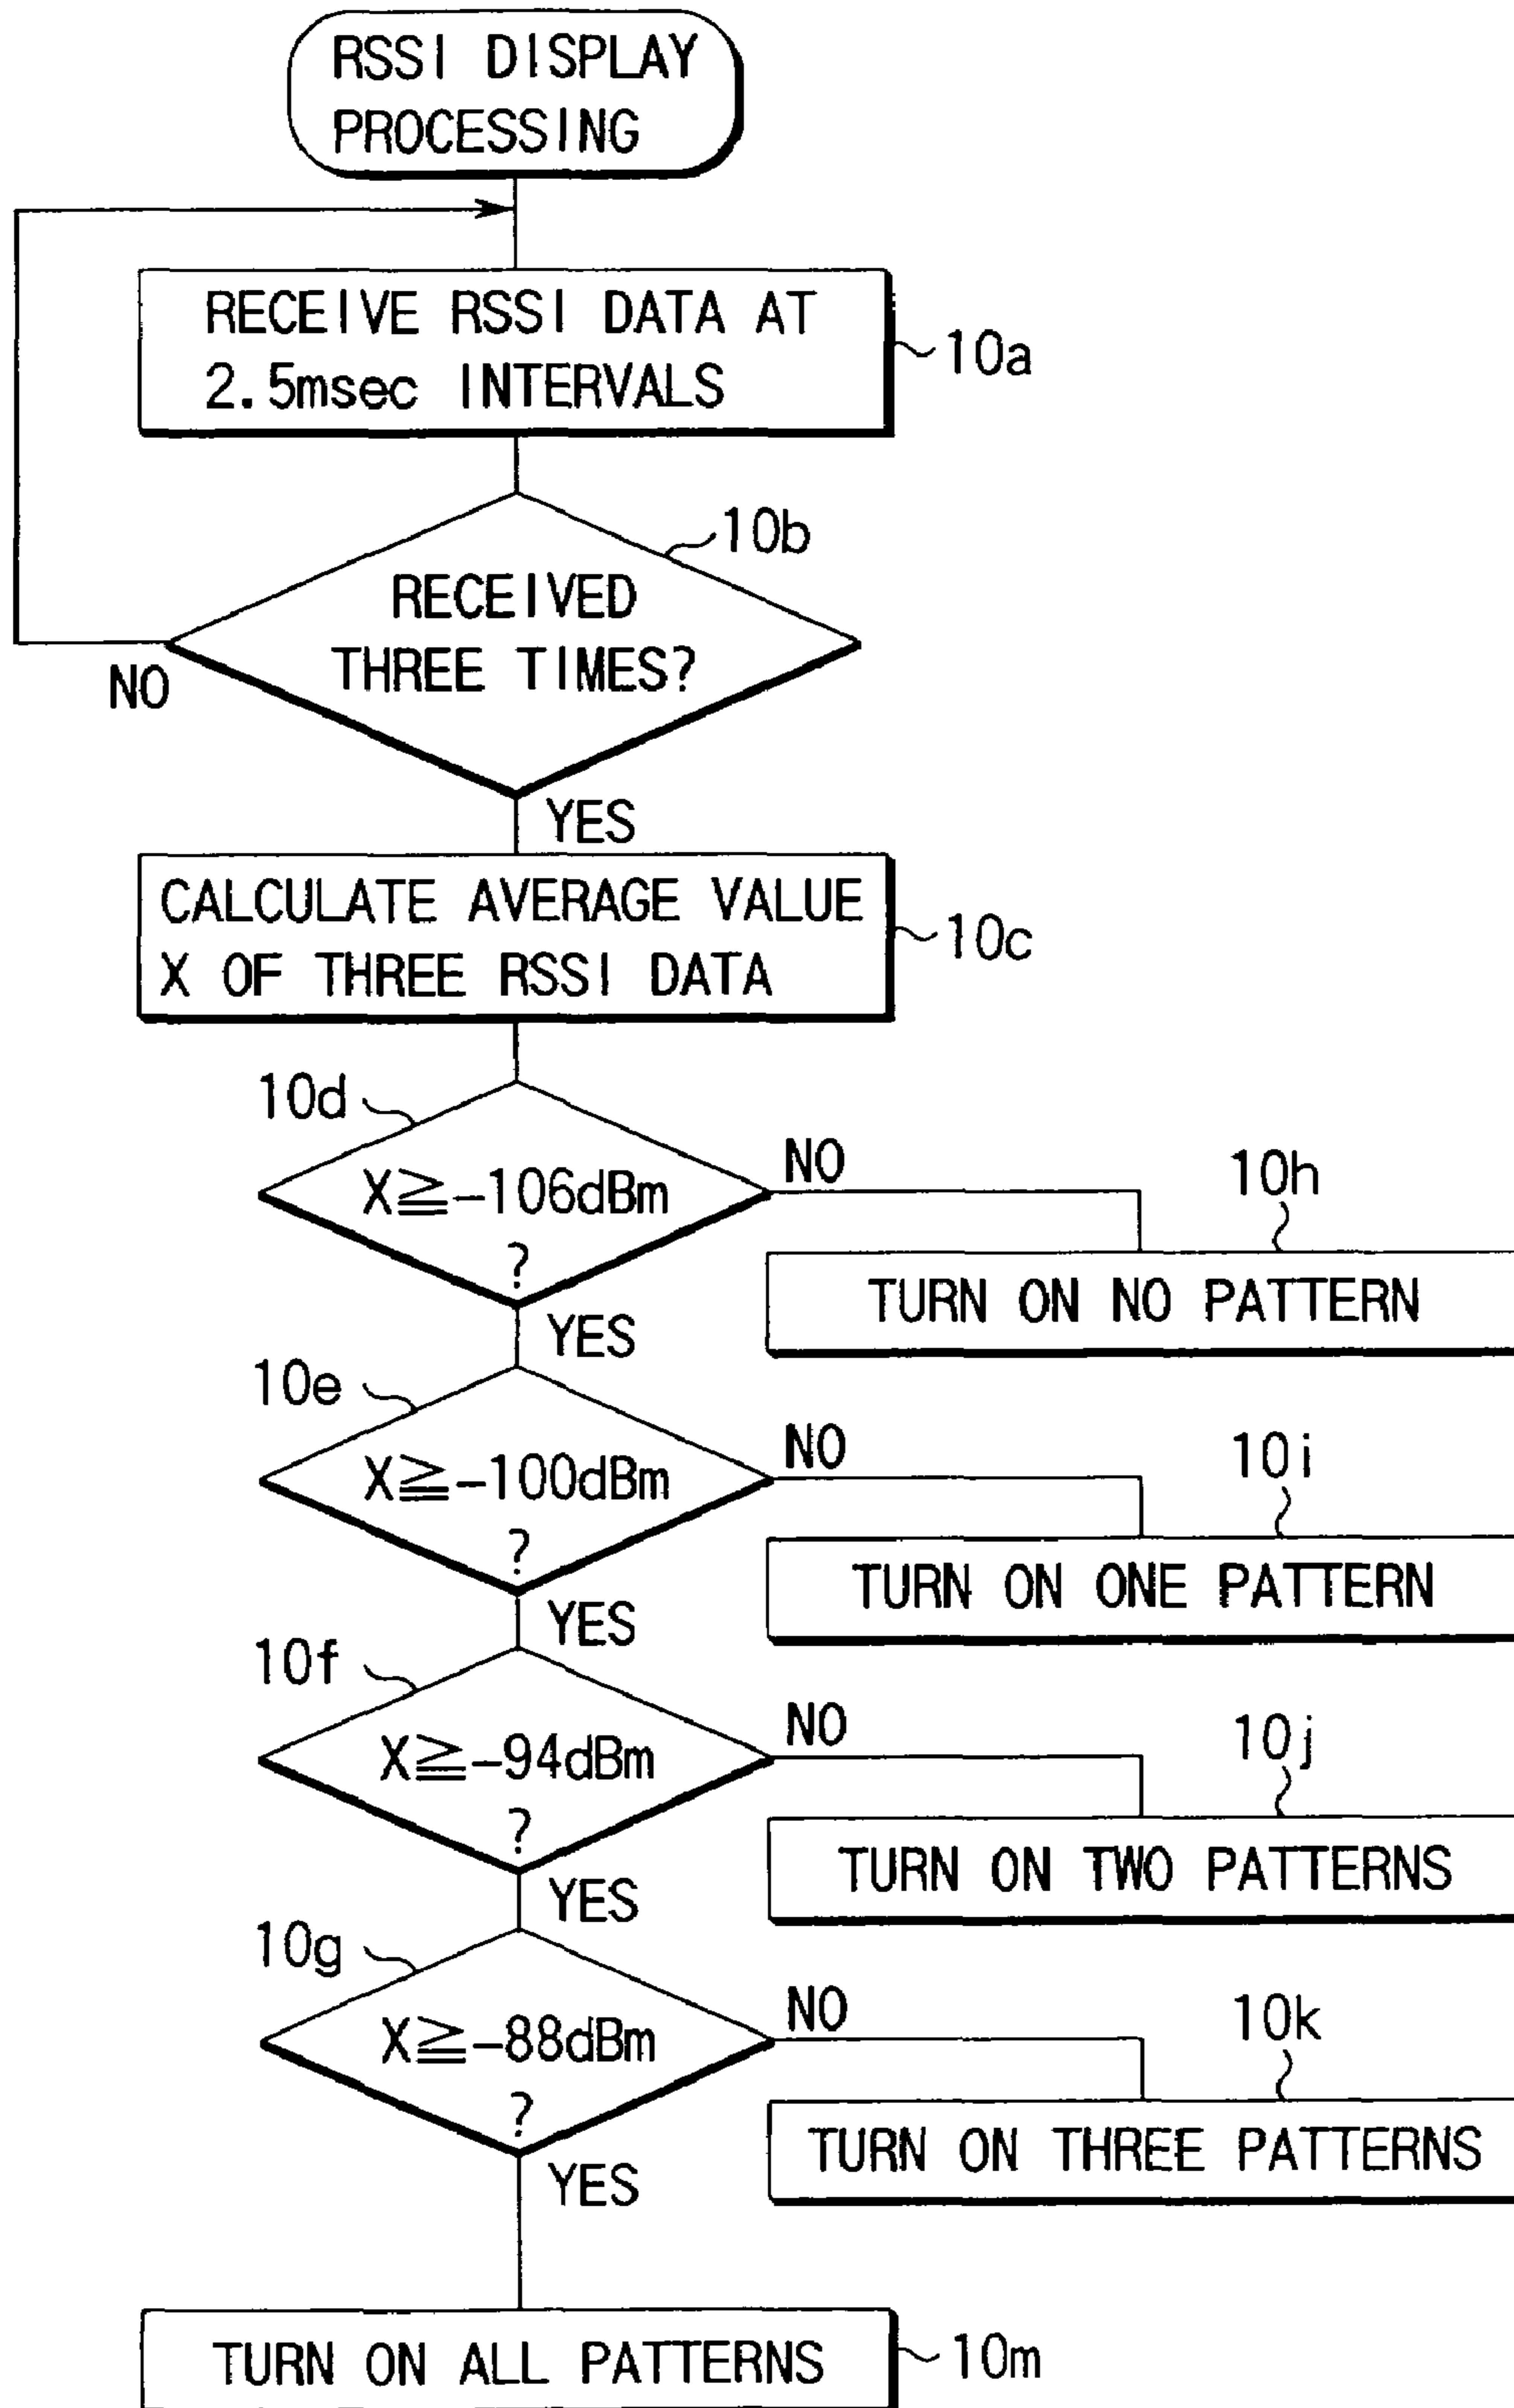 RSSI DISPLAY
PROCESSING
RECEIVE RSSI DATA AT
2.5msec INTERVALS
10a
10b
RECEIVED
THREE TIMES?
NO
YES
CALCULATE AVERAGE VALUE
X OF THREE RSSI DATA
10c
10d
X≧-106dBm
?
NO
10h
TURN ON NO PATTERN
YES
10e
X≧-100dBm
?
NO
10i
TURN ON ONE PATTERN
YES
10f
X≧-94dBm
?
NO
10j
TURN ON TWO PATTERNS
YES
10g
X≧-88dBm
?
NO
10k
TURN ON THREE PATTERNS
YES
TURN ON ALL PATTERNS
10m